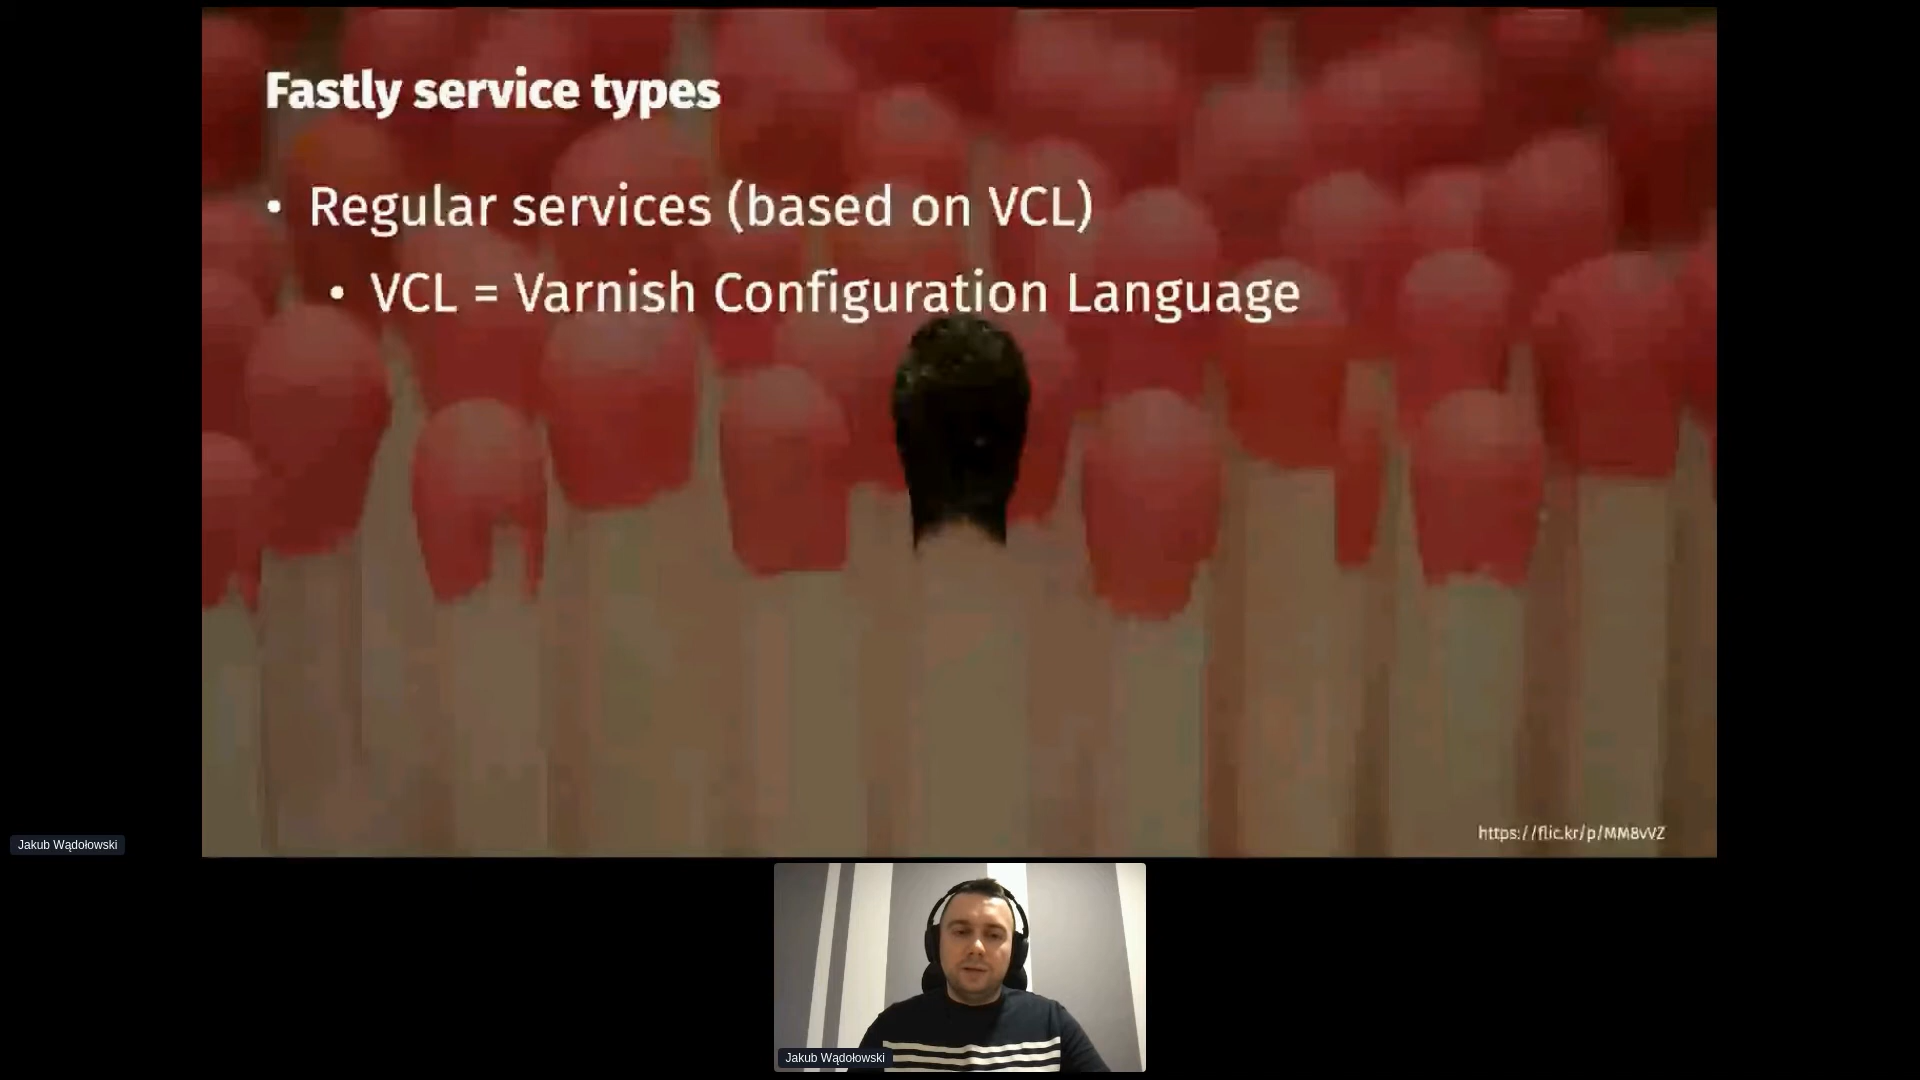 Fastly service types
• Regular services (based on VCL)
• VCL = Varnish Configuration Language
https://flic.kr/p/MM8vVZ
Jakub Wądołowski
Jakub Wądołowski